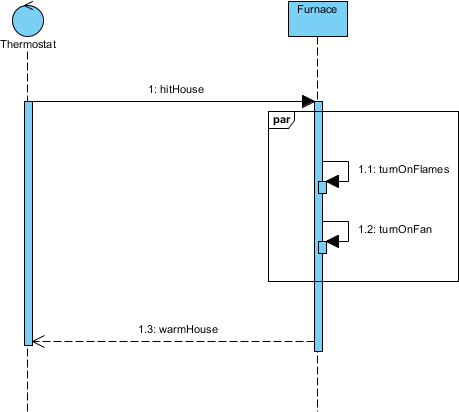 Furnace
Thermostat
1: hitHouse
par
1.1: turnOnFlames
1.2: turnOnFan
1.3: warmHouse